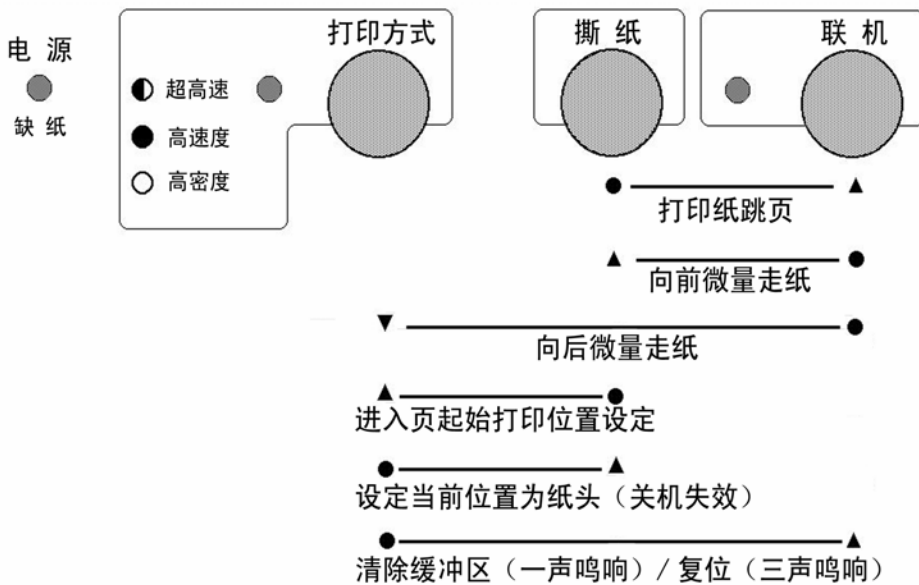 电 源
缺 纸
打印方式
超高速
高速度
高密度
撕 纸
联 机
打印纸跳页
向前微量走纸
向后微量走纸
进入页起始打印位置设定
设定当前位置为纸头（关机失效）
清除缓冲区（一声鸣响）/ 复位（三声鸣响）